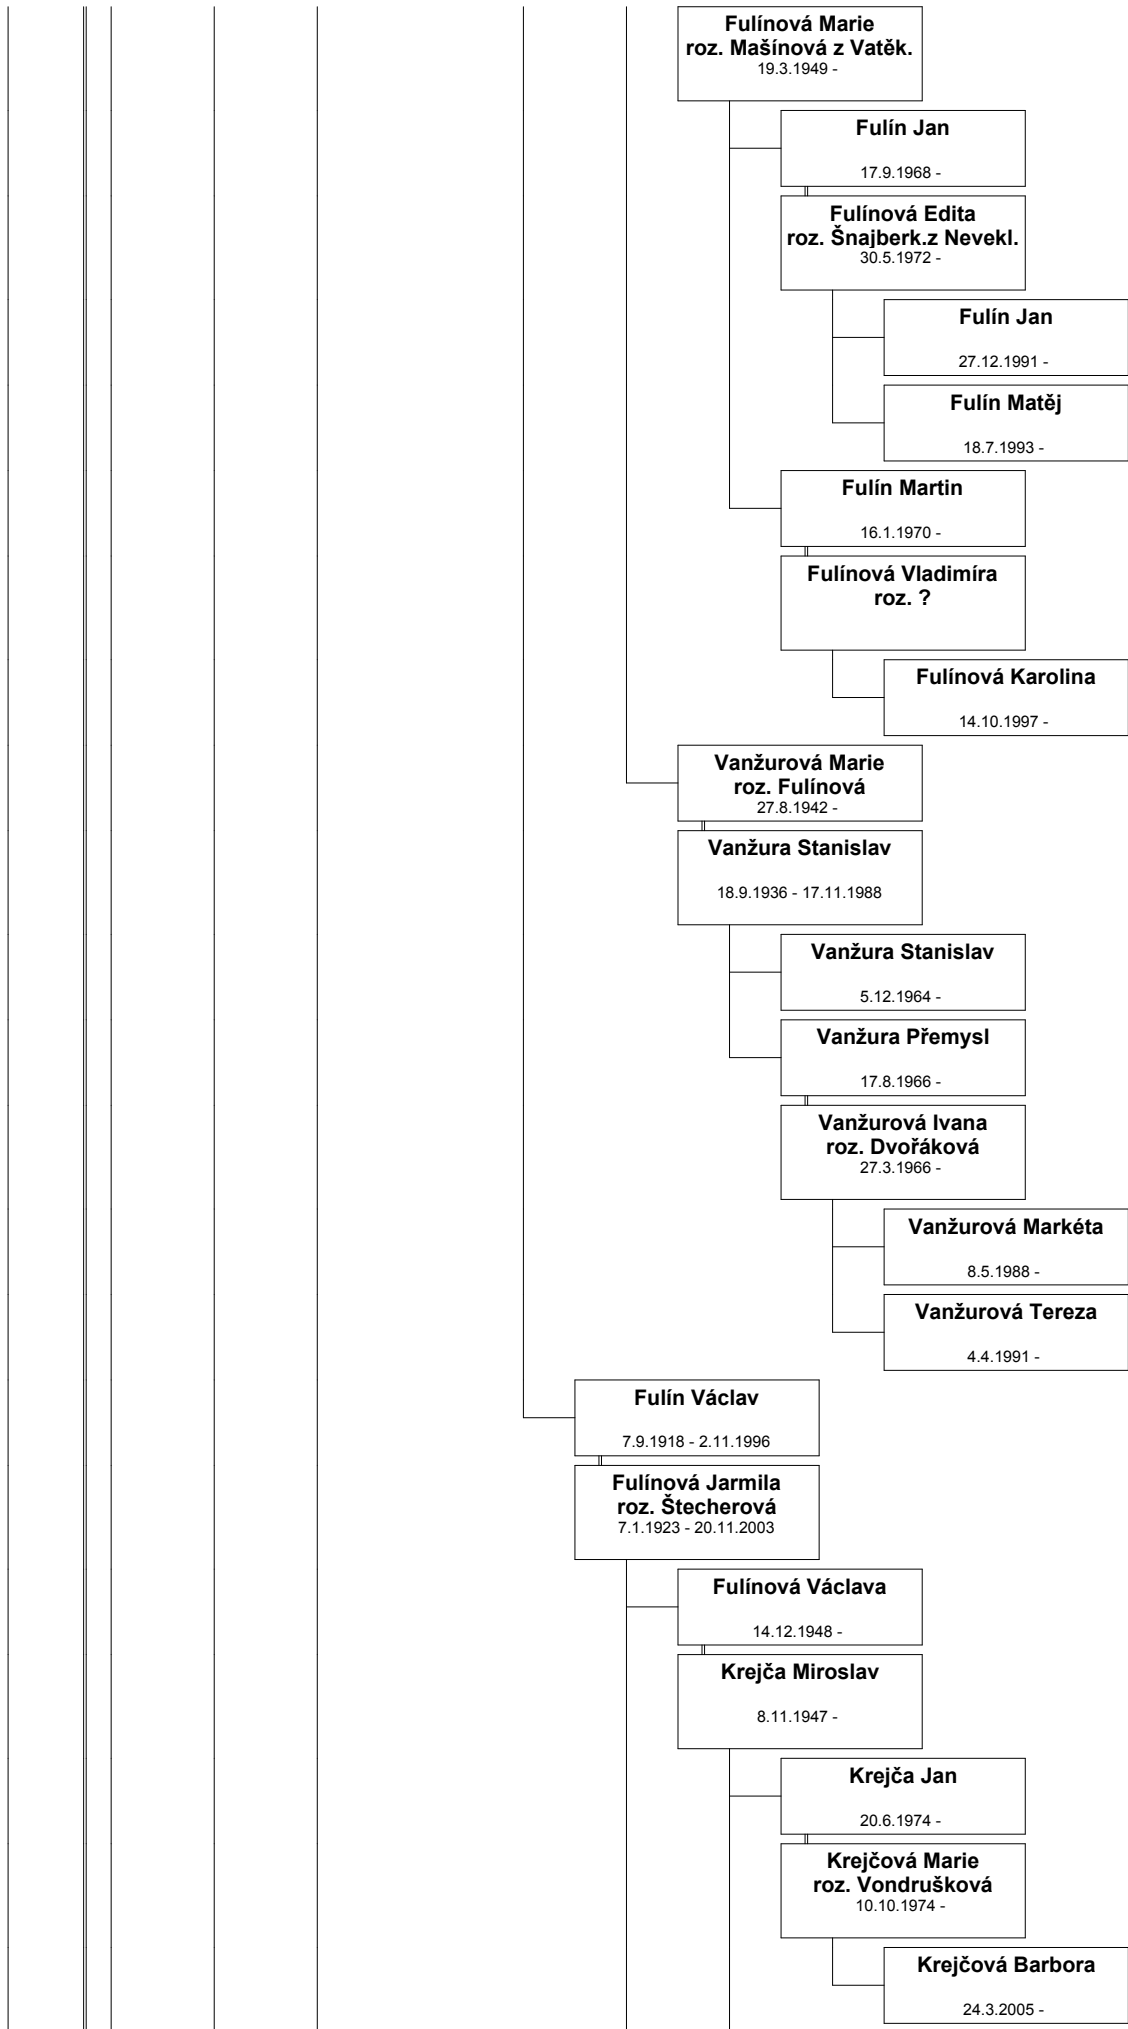 Fulínová Marie
roz. Mašínová z Vatěk.
19.3.1949 -
Fulín Jan
17.9.1968 -
Fulínová Edita
roz. Šnajberk.z Nevekl.
30.5.1972 -
Fulín Jan
27.12.1991 -
Fulín Matěj
18.7.1993 -
Fulín Martin
16.1.1970 -
Fulínová Vladimíra
roz. ?
Fulínová Karolina
14.10.1997 -
Vanžurová Marie
roz. Fulínová
27.8.1942 -
Vanžura Stanislav
18.9.1936 - 17.11.1988
Vanžura Stanislav
5.12.1964 -
Vanžura Přemysl
17.8.1966 -
Vanžurová Ivana
roz. Dvořáková
27.3.1966 -
Vanžurová Markéta
8.5.1988 -
Vanžurová Tereza
4.4.1991 -
Fulín Václav
7.9.1918 - 2.11.1996
Fulínová Jarmila
roz. Štecherová
7.1.1923 - 20.11.2003
Fulínová Václava
14.12.1948 -
Krejča Miroslav
8.11.1947 -
Krejča Jan
20.6.1974 -
Krejčová Marie
roz. Vondrušková
10.10.1974 -
Krejčová Barbora
24.3.2005 -